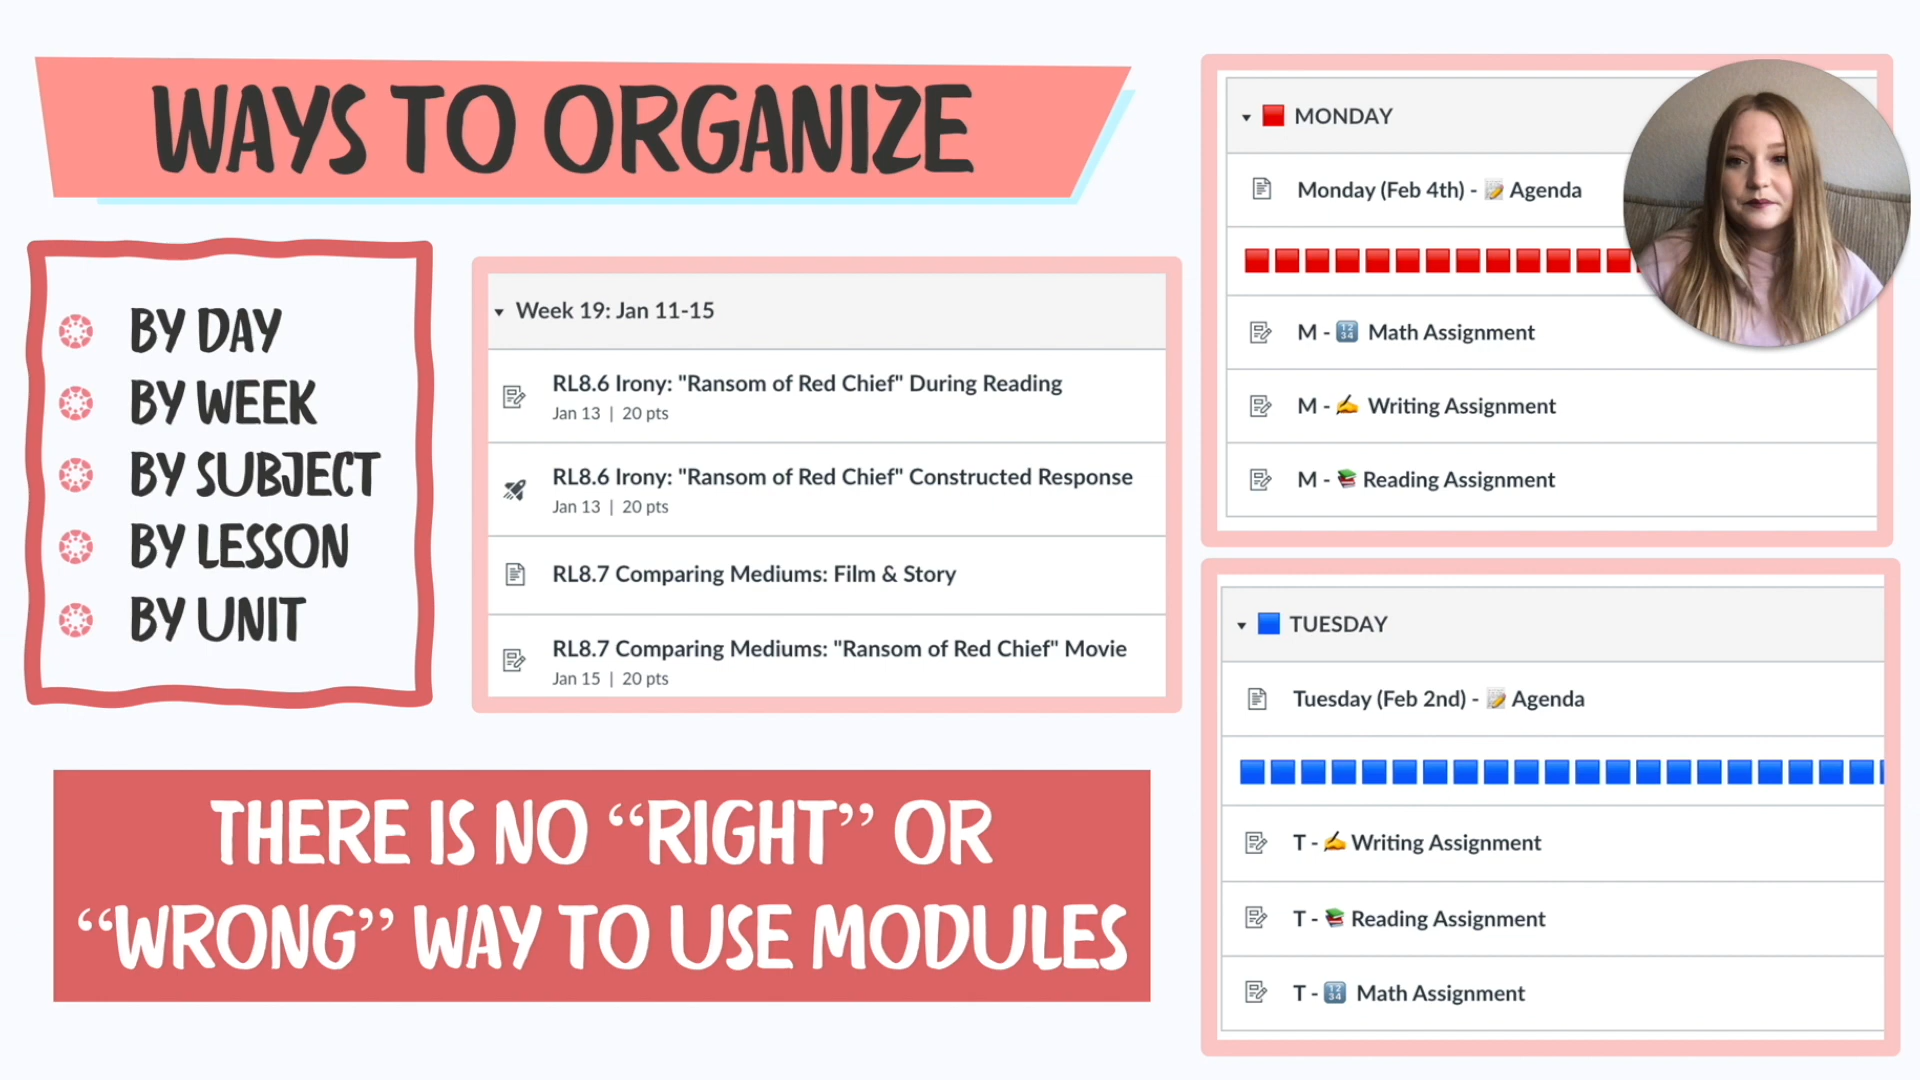 WAYS TO ORGANIZE
BY DAY
BY WEEK
BY SUBJECT
BY LESSON
BY UNIT
Week 19: Jan 11-15
RL8.6 Irony: "Ransom of Red Chief" During Reading
Jan 13 | 20 pts
RL8.6 Irony: "Ransom of Red Chief" Constructed Response
Jan 13 | 20 pts
RL8.7 Comparing Mediums: Film & Story
RL8.7 Comparing Mediums: "Ransom of Red Chief" Movie
Jan 15 | 20 pts
THERE IS NO “RIGHT” OR
“WRONG” WAY TO USE MODULES
MONDAY
Monday (Feb 4th) - 📝 Agenda
M - 🔢 Math Assignment
M - ✍️ Writing Assignment
M - 📚 Reading Assignment
TUESDAY
Tuesday (Feb 2nd) - 📝 Agenda
T - ✍️ Writing Assignment
T - 📚 Reading Assignment
T - 🔢 Math Assignment